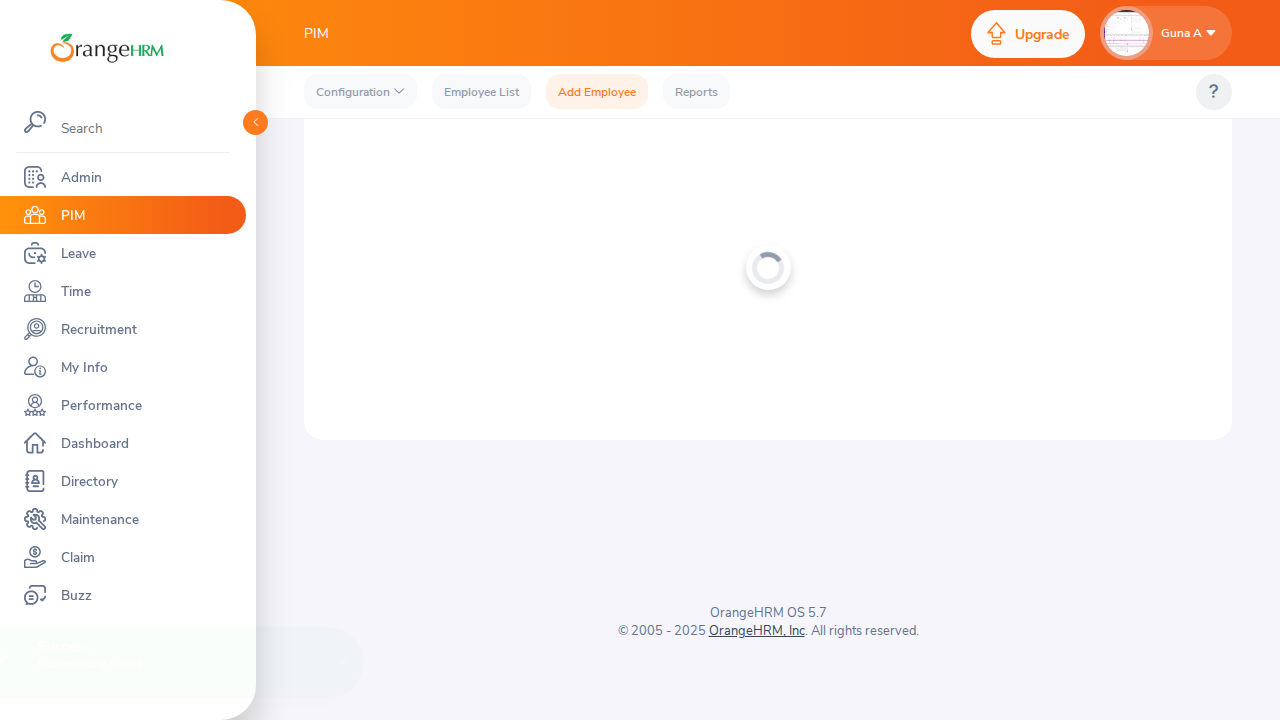 OrangeHRM
PIM
Upgrade
Guna A
Configuration
Employee List
Add Employee
Reports
?
Search
Admin
PIM
Leave
Time
Recruitment
My Info
Performance
Dashboard
Directory
Maintenance
Claim
Buzz
OrangeHRM OS 5.7
© 2005 - 2025 OrangeHRM, Inc. All rights reserved.